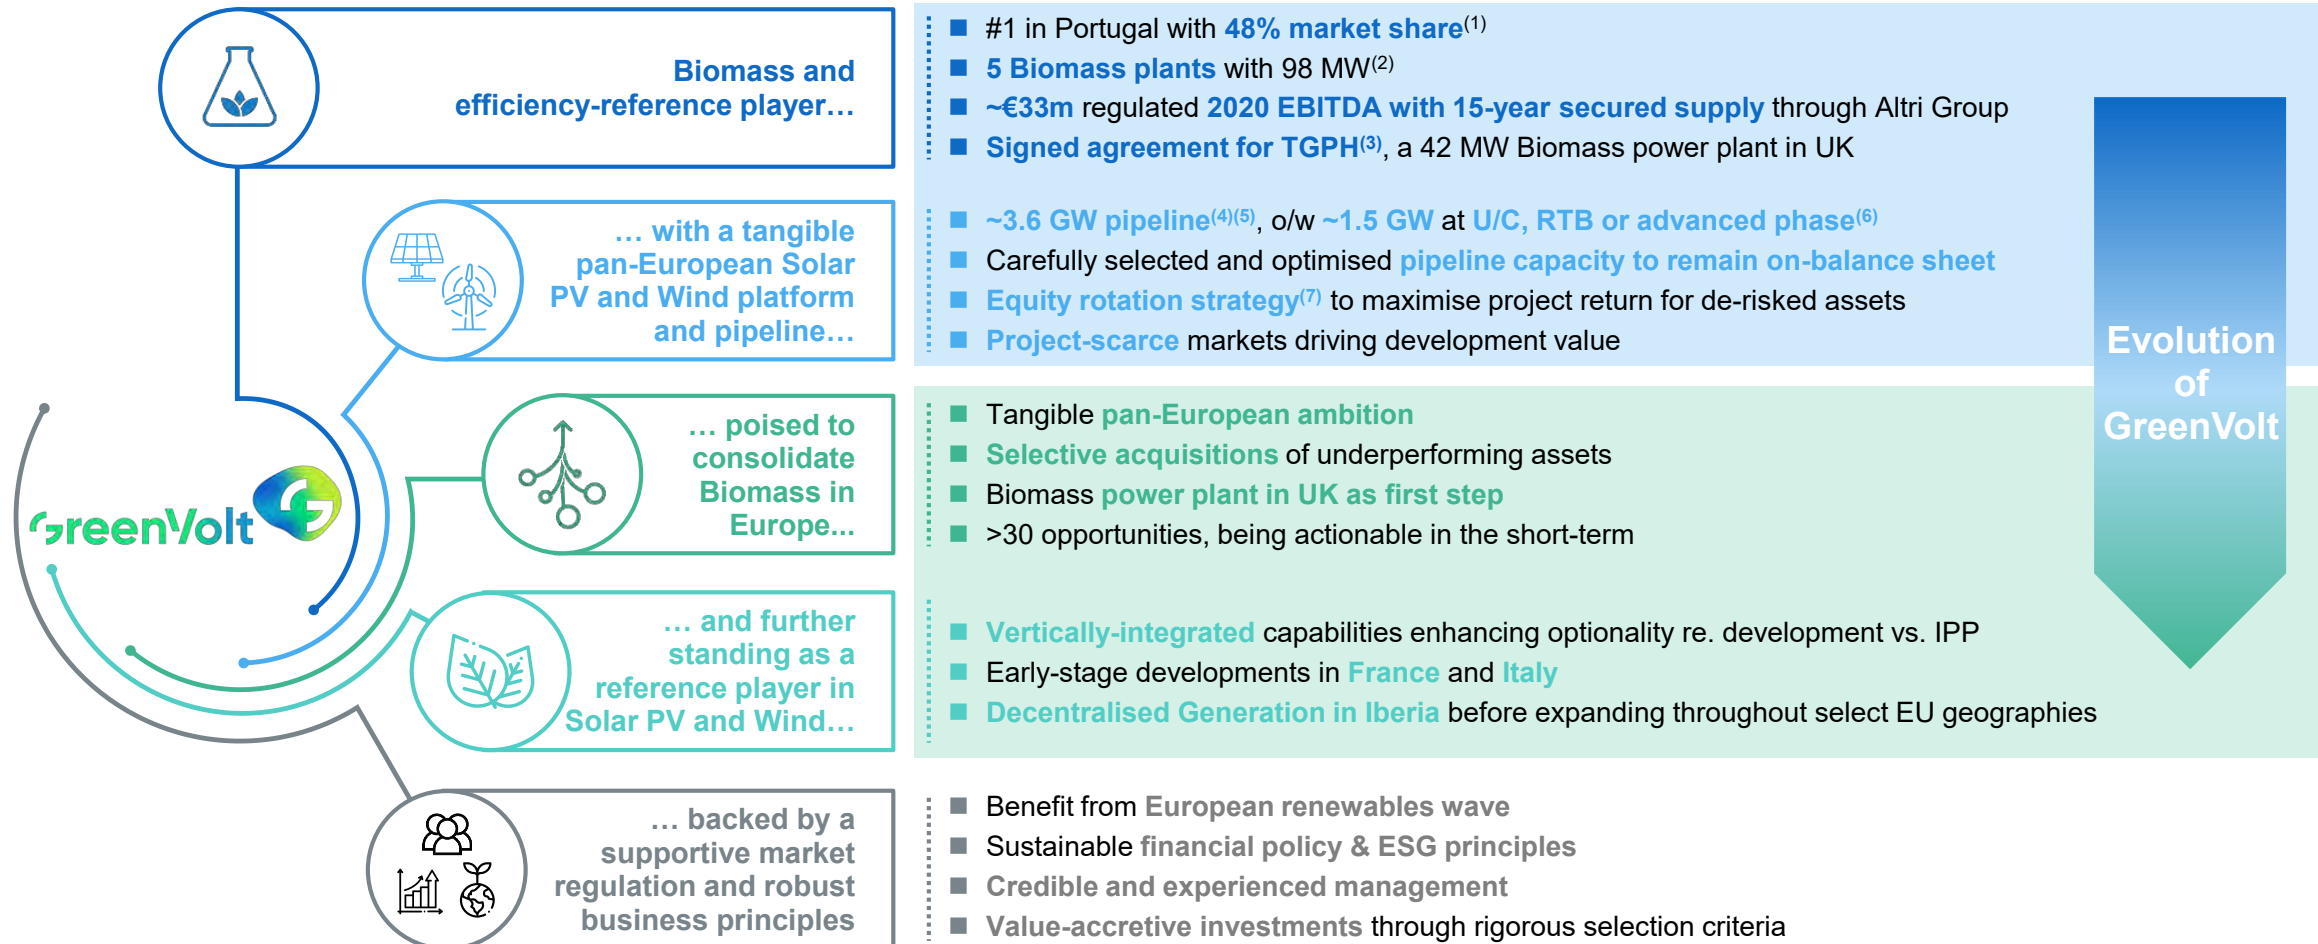 Biomass and
efficiency-reference player…
#1 in Portugal with 48% market share(1)
5 Biomass plants with 98 MW(2)
~€33m regulated 2020 EBITDA with 15-year secured supply through Altri Group
Signed agreement for TGPH(3), a 42 MW Biomass power plant in UK
… with a tangible
pan-European Solar
PV and Wind platform
and pipeline…
~3.6 GW pipeline(4)(5), o/w ~1.5 GW at U/C, RTB or advanced phase(6)
Carefully selected and optimised pipeline capacity to remain on-balance sheet
Equity rotation strategy(7) to maximise project return for de-risked assets
Project-scarce markets driving development value
… poised to
consolidate
Biomass in
Europe...
Tangible pan-European ambition
Selective acquisitions of underperforming assets
Biomass power plant in UK as first step
>30 opportunities, being actionable in the short-term
… and further
standing as a
reference player in
Solar PV and Wind…
Vertically-integrated capabilities enhancing optionality re. development vs. IPP
Early-stage developments in France and Italy
Decentralised Generation in Iberia before expanding throughout select EU geographies
… backed by a
supportive market
regulation and robust
business principles
Benefit from European renewables wave
Sustainable financial policy & ESG principles
Credible and experienced management
Value-accretive investments through rigorous selection criteria
GreenVolt
Evolution
of
GreenVolt